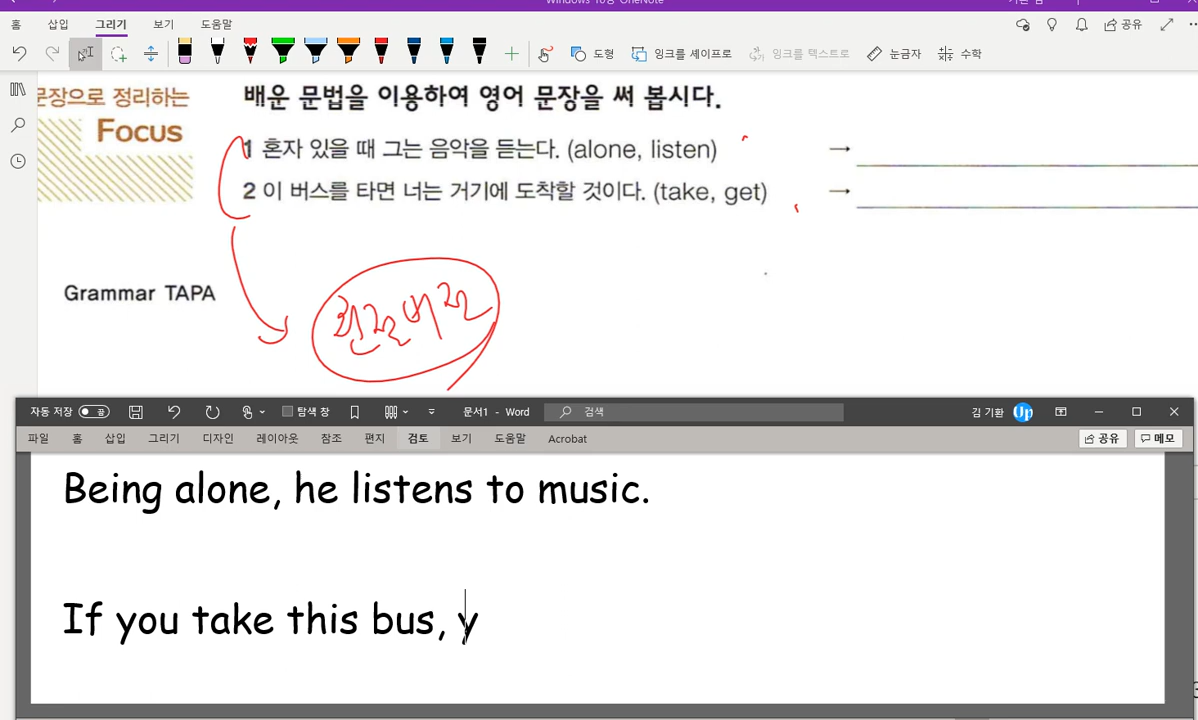 Windows 10용 OneNote
홈 삽입 그리기 보기 도움말
공유
도형 잉크를 셰이프로 잉크를 텍스트로 눈금자 수학
문장으로 정리하는
Focus
배운 문법을 이용하여 영어 문장을 써 봅시다.
1 혼자 있을 때 그는 음악을 듣는다. (alone, listen) →
2 이 버스를 타면 너는 거기에 도착할 것이다. (take, get) →
Grammar TAPA
자동 저장 끔 탐색 창 문서1 - Word 검색 김 기환 Up
파일 홈 삽입 그리기 디자인 레이아웃 참조 편지 검토 보기 도움말 Acrobat 공유 메모
Being alone, he listens to music.
If you take this bus, y